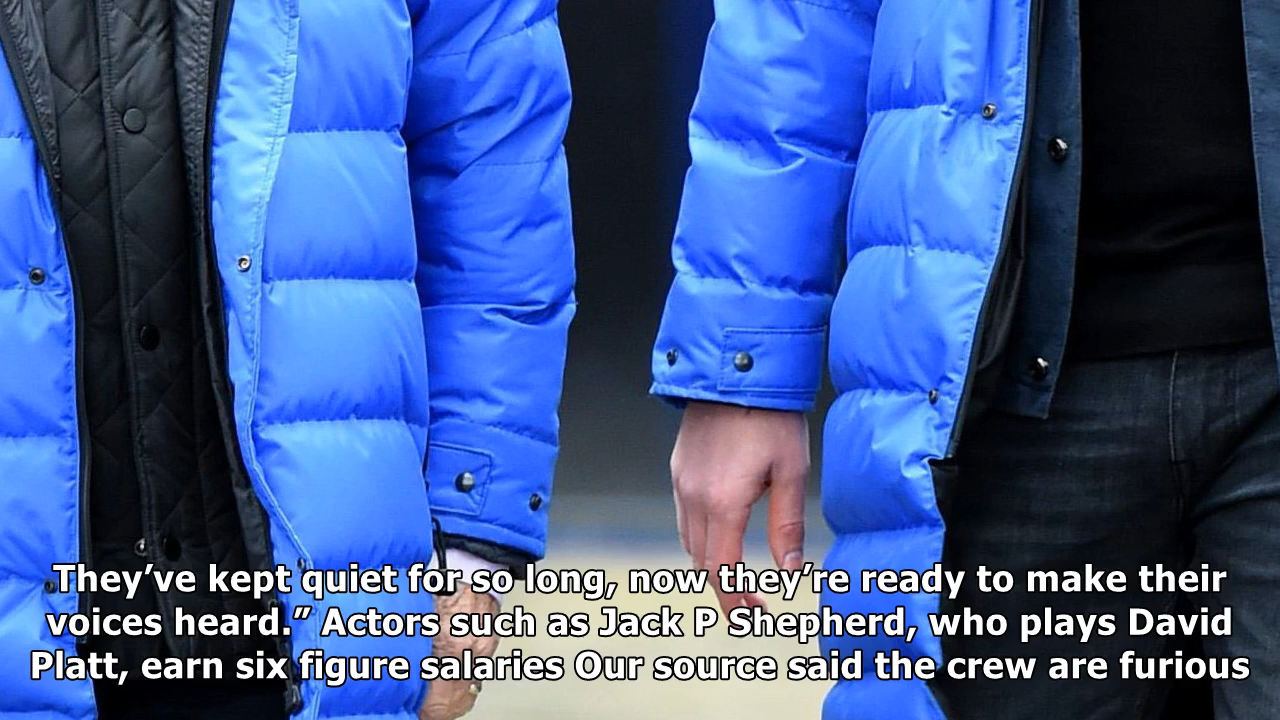 They’ve kept quiet for so long, now they’re ready to make their
voices heard.” Actors such as Jack P Shepherd, who plays David
Platt, earn six figure salaries Our source said the crew are furious